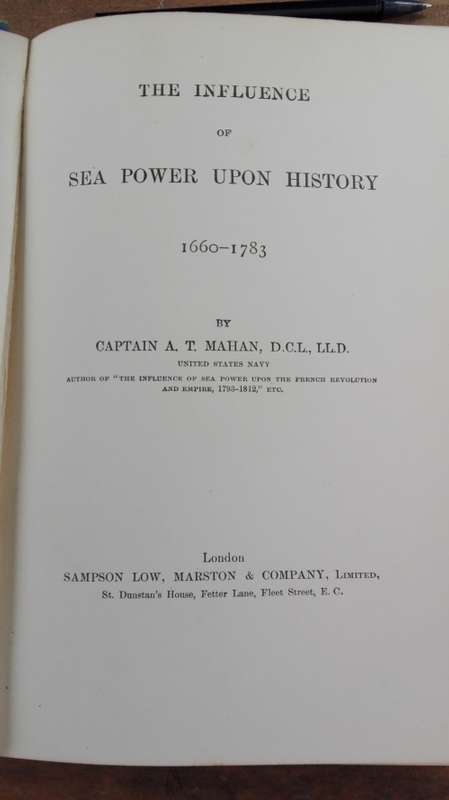 THE INFLUENCE
OF
SEA POWER UPON HISTORY
1660–1783
BY
CAPTAIN A. T. MAHAN, D.C.L., LL.D.
UNITED STATES NAVY
AUTHOR OF "THE INFLUENCE OF SEA POWER UPON THE FRENCH REVOLUTION
AND EMPIRE, 1793–1812," ETC.
London
SAMPSON LOW, MARSTON & COMPANY, LIMITED,
St. Dunstan's House, Fetter Lane, Fleet Street, E. C.